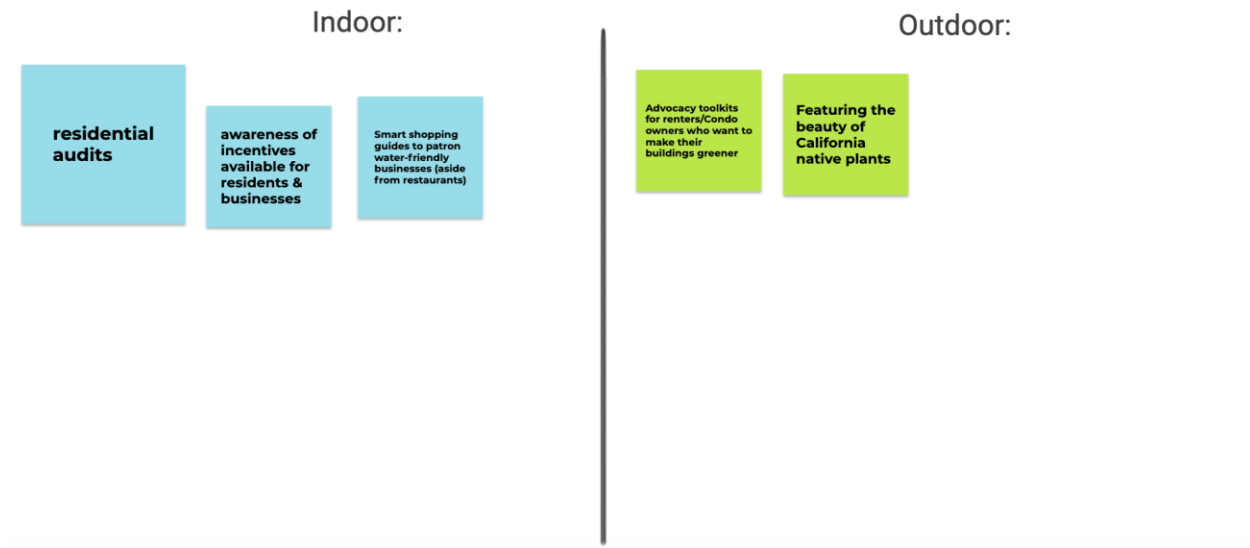 Indoor:
Outdoor:
residential
audits
awareness of
incentives
available for
residents &
businesses
Smart shopping
guides to patron
water-friendly
businesses (aside
from restaurants)
Advocacy toolkits
for renters/Condo
owners who want to
make their
buildings greener
Featuring the
beauty of
California
native plants